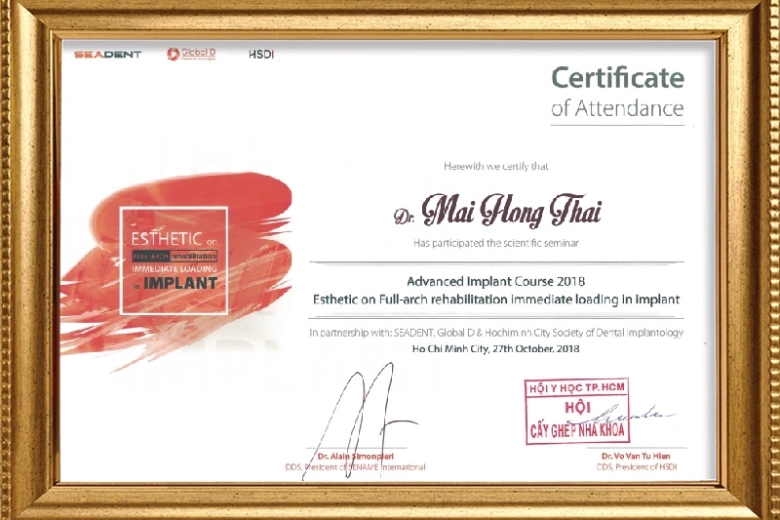 SEADENT
Global D
HSDI
Certificate
of Attendance
Herewith we certify that
Dr. Mai Hong Thai
Has participated the scientific seminar
ESTHETIC on
FULL-ARCH rehabilitation
IMMEDIATE LOADING
in IMPLANT
Advanced Implant Course 2018
Esthetic on Full-arch rehabilitation immediate loading in implant
In partnership with: SEADENT, Global D & Hochiminh City Society of Dental Implantology
Ho Chi Minh City, 27th October, 2018
HỘI Y HỌC TP.HCM
HỘI
CẤY GHÉP NHA KHOA
Dr. Alain Simonpieri
DDS, President of SENAME International
Dr. Vo Van Tu Hien
DDS, President of HSDI